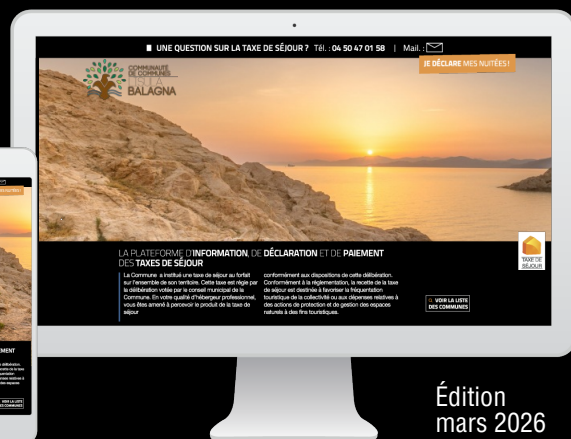 UNE QUESTION SUR LA TAXE DE SÉJOUR ? Tél. : 04 50 47 01 58 | Mail. :
JE DÉCLARE MES NUITÉES !
COMMUNAUTÉ
DE COMMUNES
L'ISULA
BALAGNA
LA PLATEFORME D'INFORMATION, DE DÉCLARATION ET DE PAIEMENT
DES TAXES DE SÉJOUR
La Commune a institué une taxe de séjour au forfait
sur l'ensemble de son territoire. Cette taxe est régie par
la délibération votée par le conseil municipal de la
Commune. En votre qualité d'hébergeur professionnel,
vous êtes amené à percevoir le produit de la taxe de
séjour
conformément aux dispositions de cette délibération.
Conformément à la réglementation, la recette de la taxe
de séjour est destinée à favoriser la fréquentation
touristique de la collectivité ou aux dépenses relatives à
des actions de protection et de gestion des espaces
naturels à des fins touristiques.
TAXE DE
SÉJOUR
VOIR LA LISTE
DES COMMUNES
EMENT
VOIR LA LISTE
DES COMMUNES
Édition
mars 2026